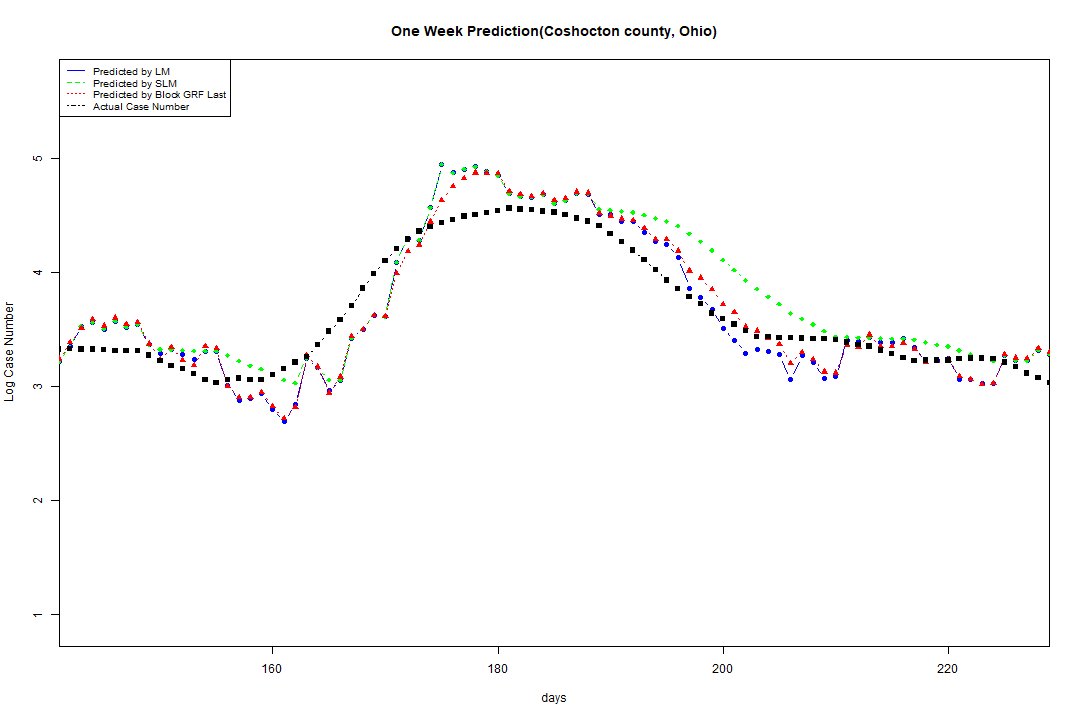 One Week Prediction(Coshocton county, Ohio)
Predicted by LM
Predicted by SLM
Predicted by Block GRF Last
Actual Case Number
5
4
3
2
1
Log Case Number
160 180 200 220
days